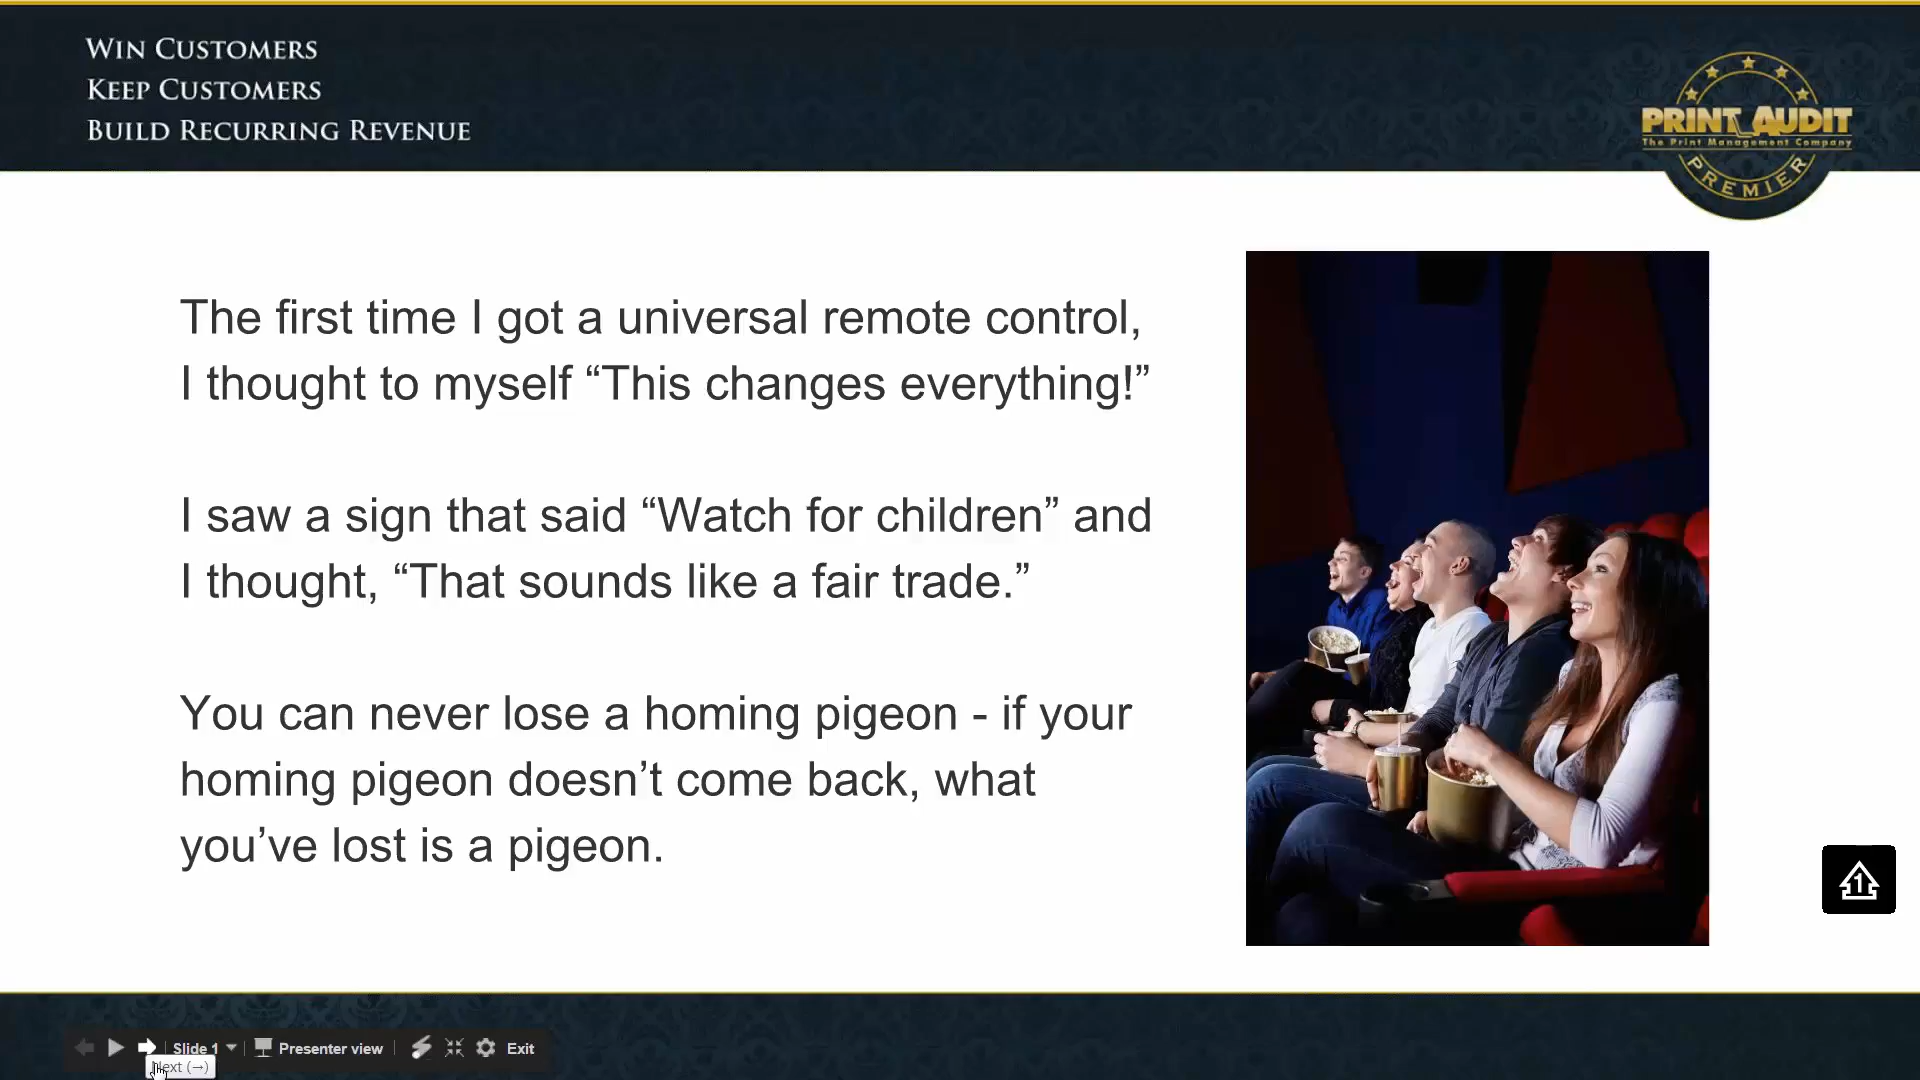 WIN CUSTOMERS
KEEP CUSTOMERS
BUILD RECURRING REVENUE
PRINT AUDIT
The Print Management Company
PREMIER
The first time I got a universal remote control,
I thought to myself “This changes everything!”
I saw a sign that said “Watch for children” and
I thought, “That sounds like a fair trade.”
You can never lose a homing pigeon - if your
homing pigeon doesn’t come back, what
you’ve lost is a pigeon.
1
Slide 1
Presenter view
Exit
Next (→)